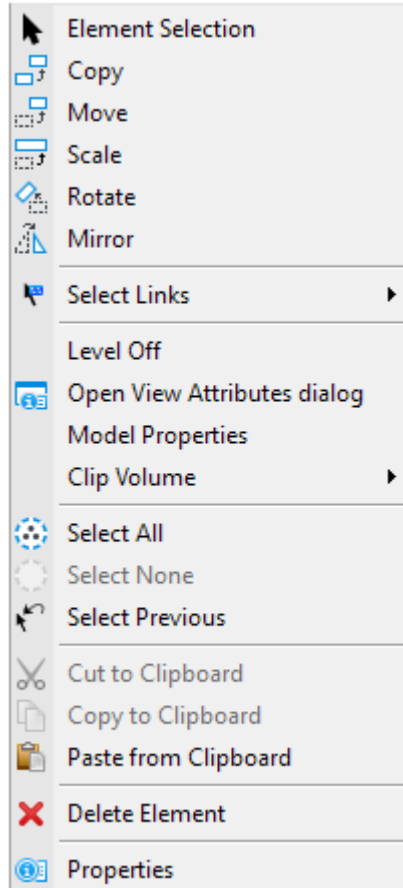 Element Selection
Copy
Move
Scale
Rotate
Mirror
Select Links
Level Off
Open View Attributes dialog
Model Properties
Clip Volume
Select All
Select None
Select Previous
Cut to Clipboard
Copy to Clipboard
Paste from Clipboard
Delete Element
Properties